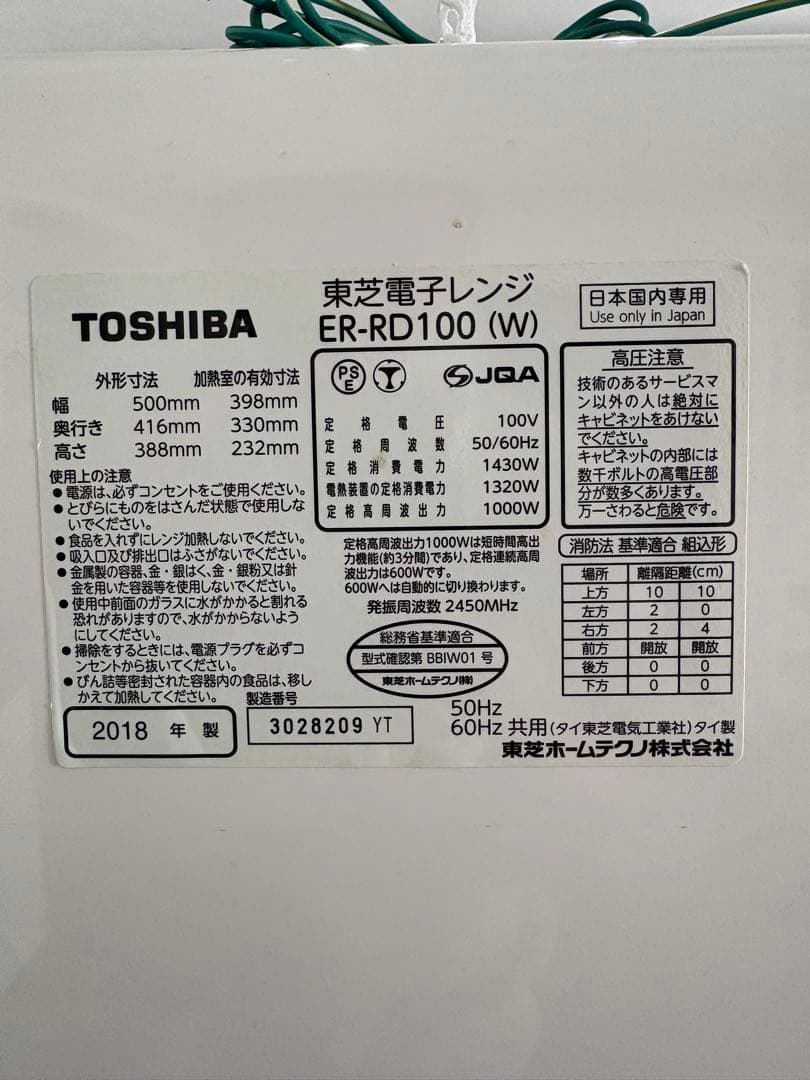 TOSHIBA
東芝電子レンジ
ER-RD100 (W)
日本国内専用
Use only in Japan
外形寸法 加熱室の有効寸法
幅 500mm 398mm
奥行き 416mm 330mm
高さ 388mm 232mm
使用上の注意
●電源は、必ずコンセントをご使用ください。
●とびらにものをはさんだ状態で使用しな
いでください。
●食品を入れずにレンジ加熱しないでください。
●吸入口及び排出口はふさがないでください。
●金属製の容器、金・銀はく、金・銀粉又は針
金を用いた容器等を使用しないでください。
●使用中前面のガラスに水がかかると割れる
恐れがありますので、水がかからないよう
にしてください。
●掃除をするときには、電源プラグを必ずコ
ンセントから抜いてください。
●びん詰等密封された容器内の食品は、移し
かえて加熱してください。
2018 年 製
製造番号
3028209 YT
PS
E
JQA
定格電圧 100V
定格周波数 50/60Hz
定格消費電力 1430W
電熱装置の定格消費電力 1320W
定格高周波出力 1000W
定格高周波出力1000Wは短時間高出
力機能(約3分間)であり、定格連続高周
波出力は600Wです。
600Wへは自動的に切り換わります。
発振周波数 2450MHz
総務省基準適合
型式確認第 BBIW01 号
東芝ホームテクノ(株)
高圧注意
技術のあるサービスマ
ン以外の人は絶対に
キャビネットをあけない
でください。
キャビネットの内部には
数千ボルトの高電圧部
分が数多くあります。
万一さわると危険です。
消防法 基準適合 組込形
場所 離隔距離(cm)
上方 10 10
左方 2 0
右方 2 4
前方 開放 開放
後方 0 0
下方 0 0
50Hz
60Hz 共用 (タイ東芝電気工業社) タイ製
東芝ホームテクノ株式会社